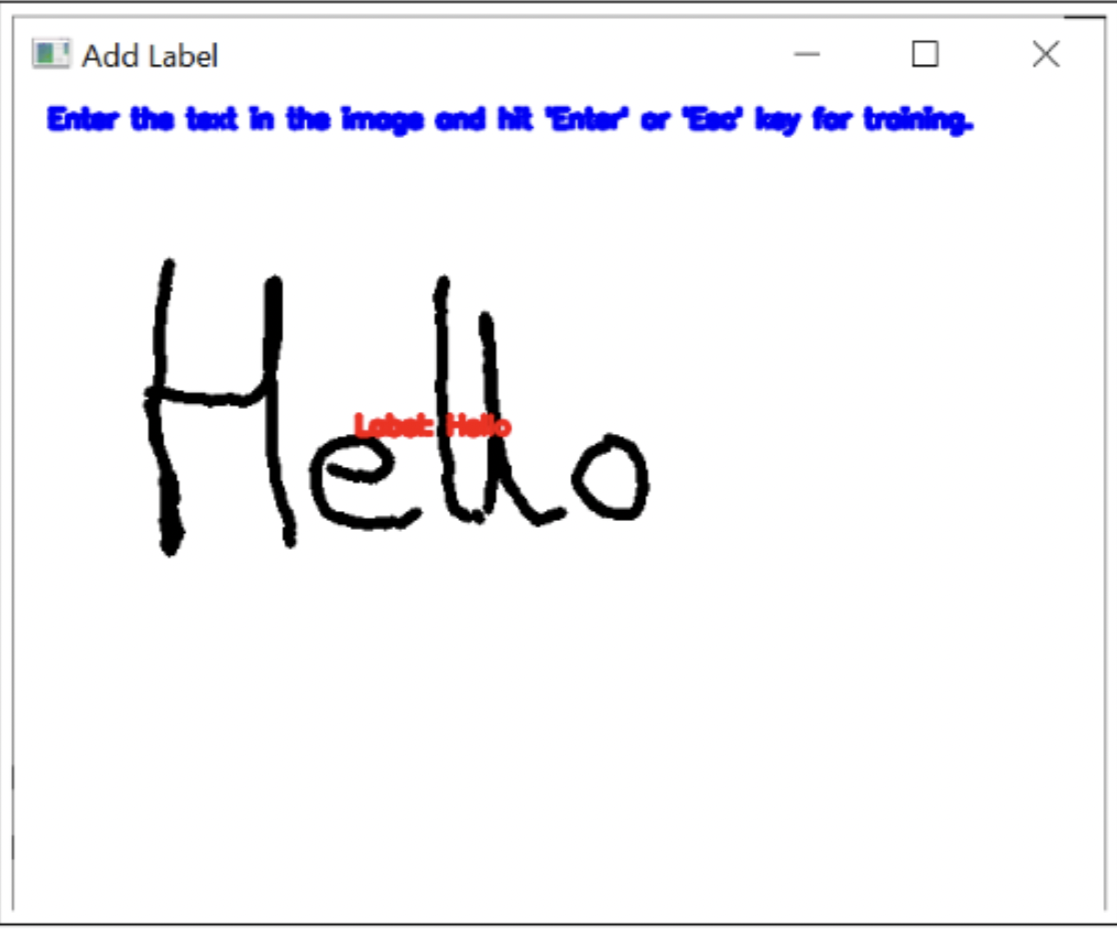 Add Label
Enter the text in the image and hit 'Enter' or 'Esc' key for training.
Hello
Label: Hello